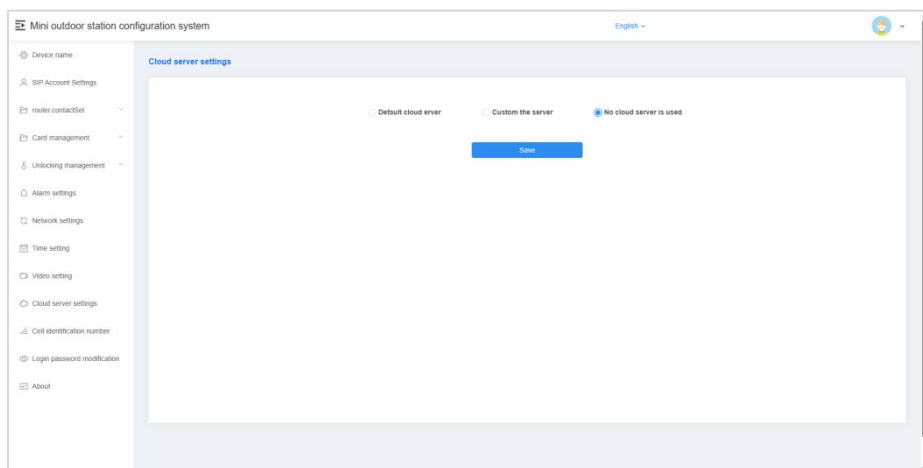 Mini outdoor station configuration system
English
Device name
SIP Account Settings
router.contactSet
Card management
Unlocking management
Alarm settings
Network settings
Time setting
Video setting
Cloud server settings
Cell identification number
Login password modification
About
Cloud server settings
Default cloud erver Custom the server No cloud server is used
Save